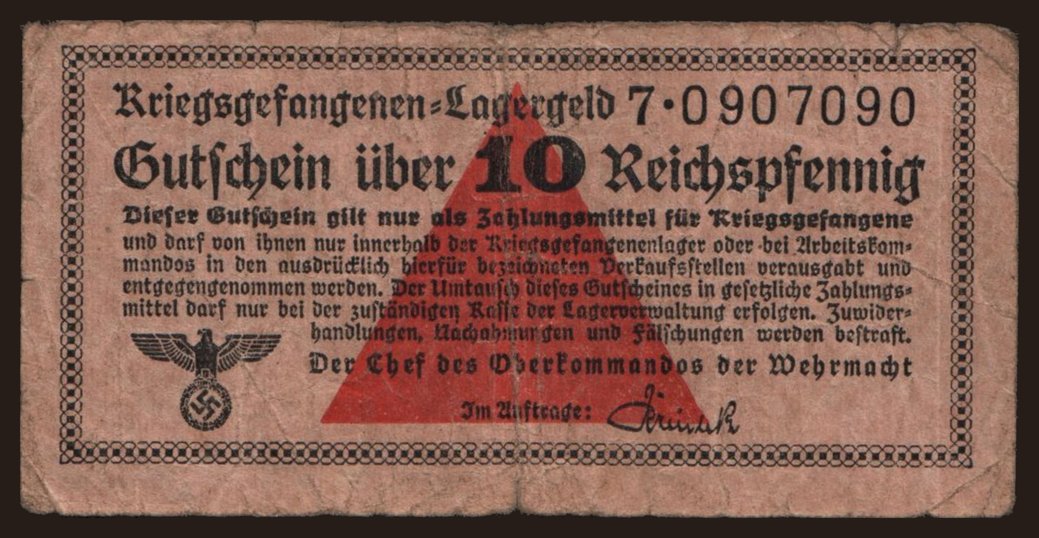 Kriegsgefangenen-Lagergeld 7·0907090
Gutschein über 10 Reichspfennig
Dieser Gutschein gilt nur als Zahlungsmittel für Kriegsgefangene
und darf von ihnen nur innerhalb der Kriegsgefangenenlager oder bei Arbeitskom-
mandos in den ausdrücklich hierfür bezeichneten Verkaufsstellen verausgabt und
entgegengenommen werden. Der Umtausch dieses Gutscheines in gesetzliche Zahlungs-
mittel darf nur bei der zuständigen Kasse der Lagerverwaltung erfolgen. Zuwider-
handlungen, Nachahmungen und Fälschungen werden bestraft.
Der Chef des Oberkommandos der Wehrmacht
Im Auftrage: